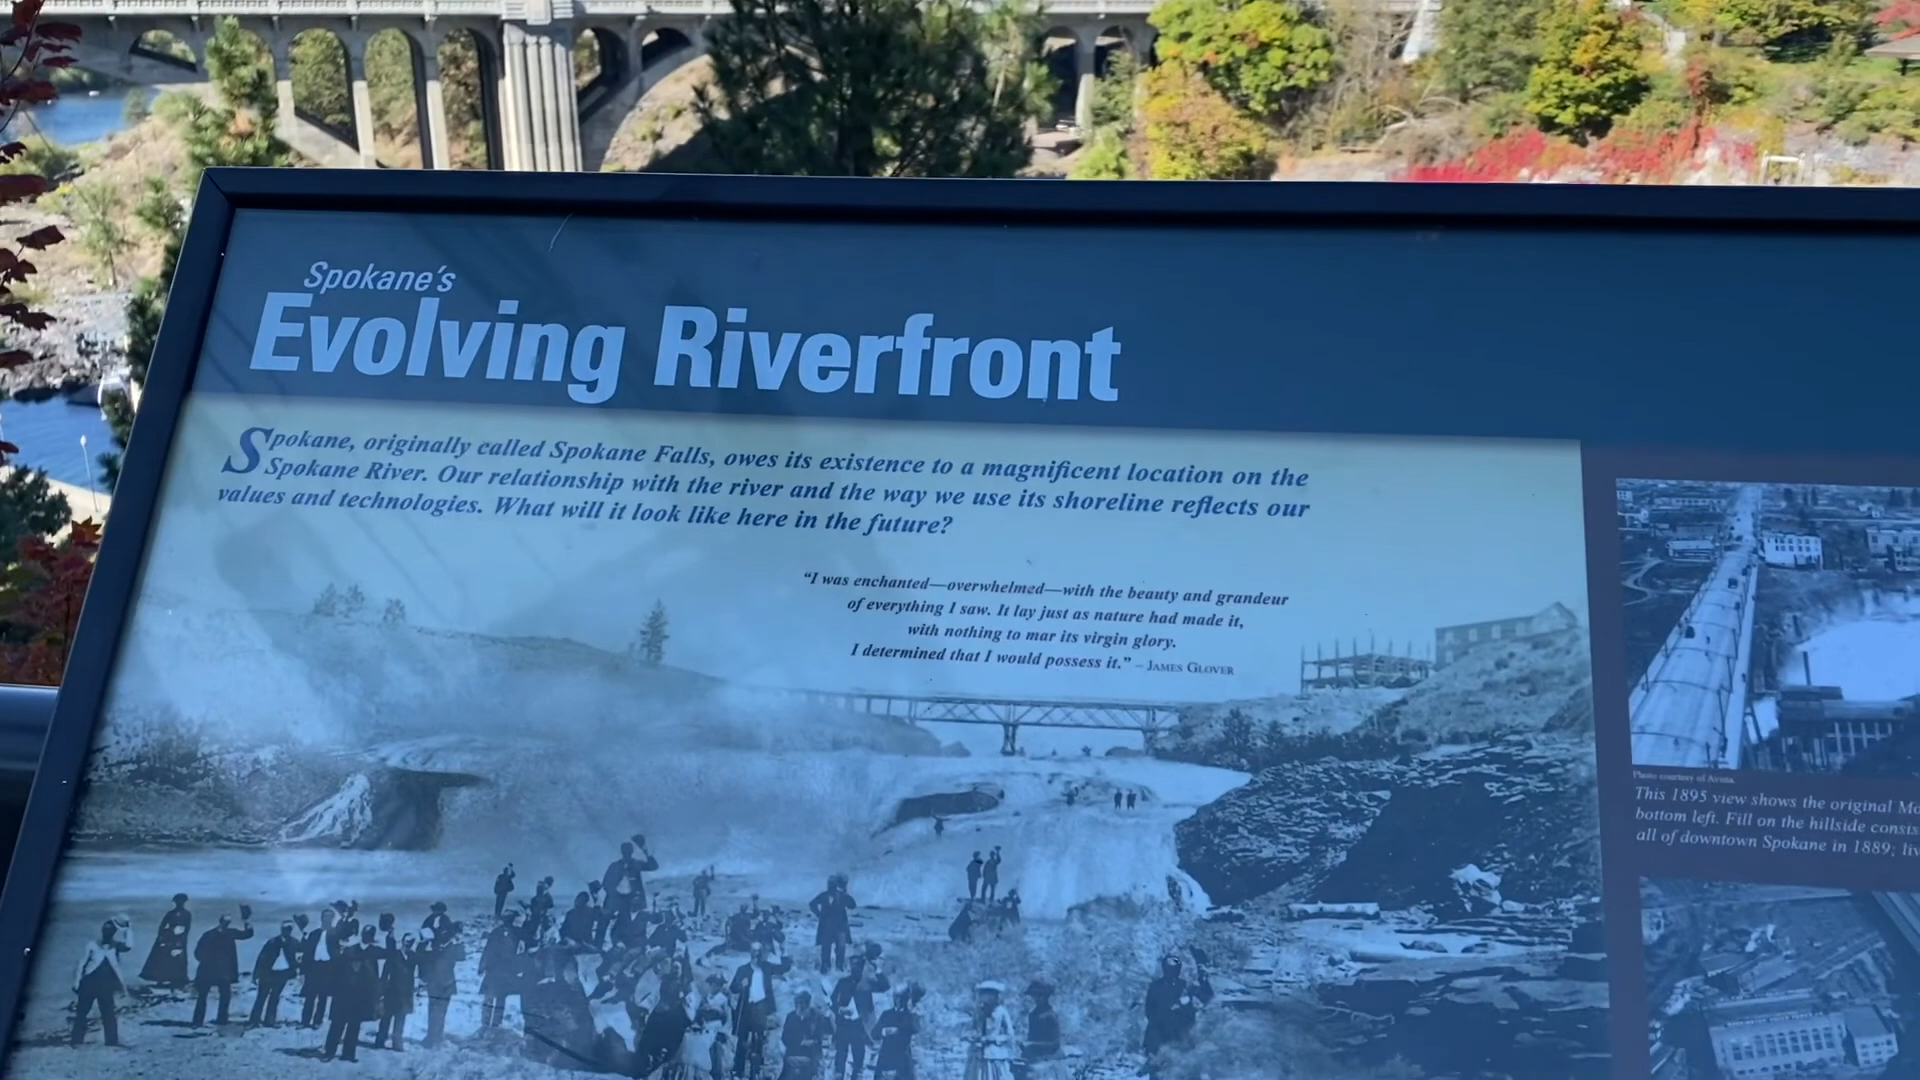 Spokane's
Evolving Riverfront
Spokane, originally called Spokane Falls, owes its existence to a magnificent location on the
Spokane River. Our relationship with the river and the way we use its shoreline reflects our
values and technologies. What will it look like here in the future?
“I was enchanted—overwhelmed—with the beauty and grandeur
of everything I saw. It lay just as nature had made it,
with nothing to mar its virgin glory.
I determined that I would possess it.” – JAMES GLOVER
Photo courtesy of Avista.
This 1895 view shows the original
bottom left. Fill on the hillside
all of downtown Spokane in 1889;